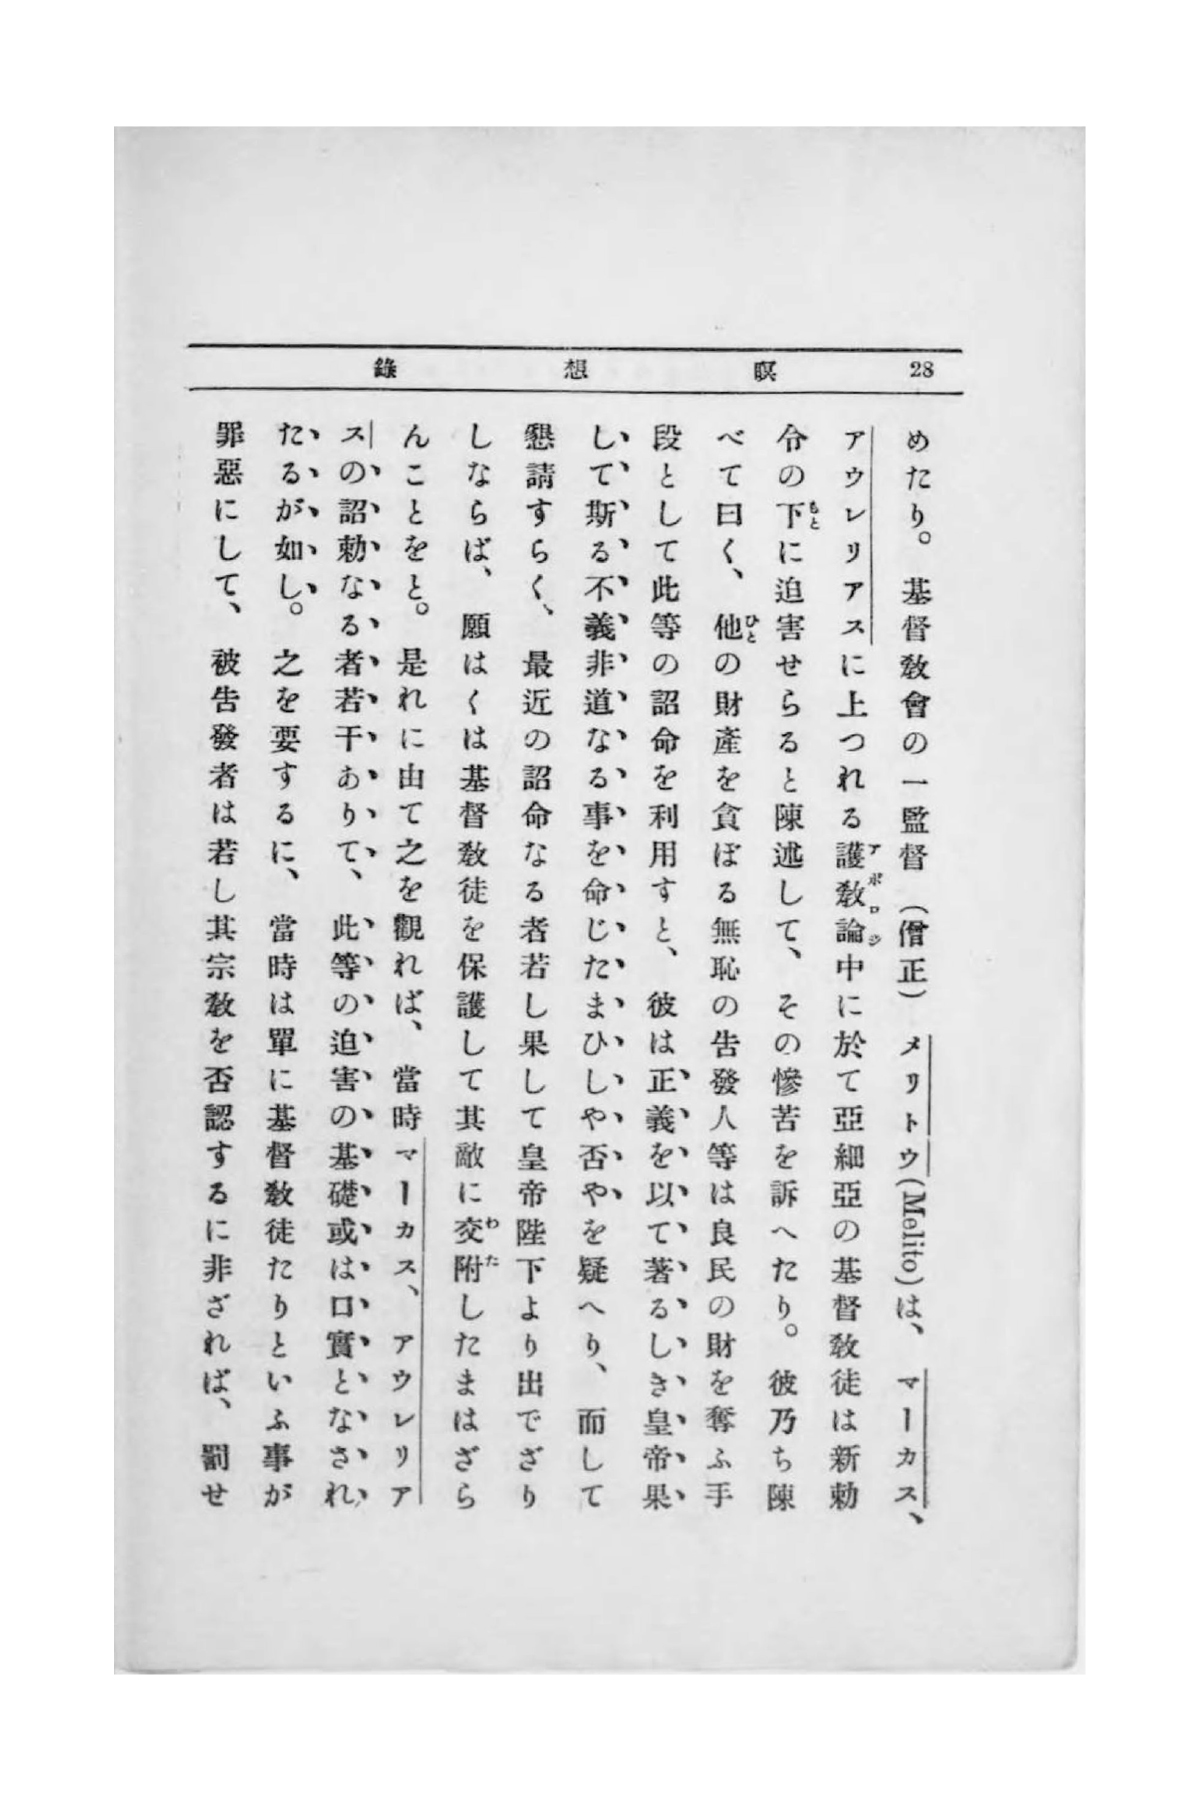 28 瞑想錄
めたり。基督敎會の一監督（僧正）メリトウ(Melito)は、マーカス、
アウレリアスに上つれる護敎論中に於て亞細亞の基督敎徒は新勅
アポロジ
令の下に迫害せらると陳述して、その慘苦を訴へたり。彼乃ち陳
もと
べて曰く、他の財產を貪ぼる無恥の告發人等は良民の財を奪ふ手
ひと
段として此等の詔命を利用すと、彼は正義を以て著るしき皇帝果
して斯る不義非道なる事を命じたまひしや否やを疑へり、而して
懇請すらく、最近の詔命なる者若し果して皇帝陛下より出でざり
しならば、願はくは基督敎徒を保護して其敵に交附したまはざら
わた
んことをと。是れに由て之を觀れば、當時マーカス、アウレリア
スの詔勅なる者若干ありて、此等の迫害の基礎或は口實となされ
たるが如し。之を要するに、當時は單に基督敎徒たりといふ事が
罪惡にして、被告發者は若し其宗敎を否認するに非ざれば、罰せ